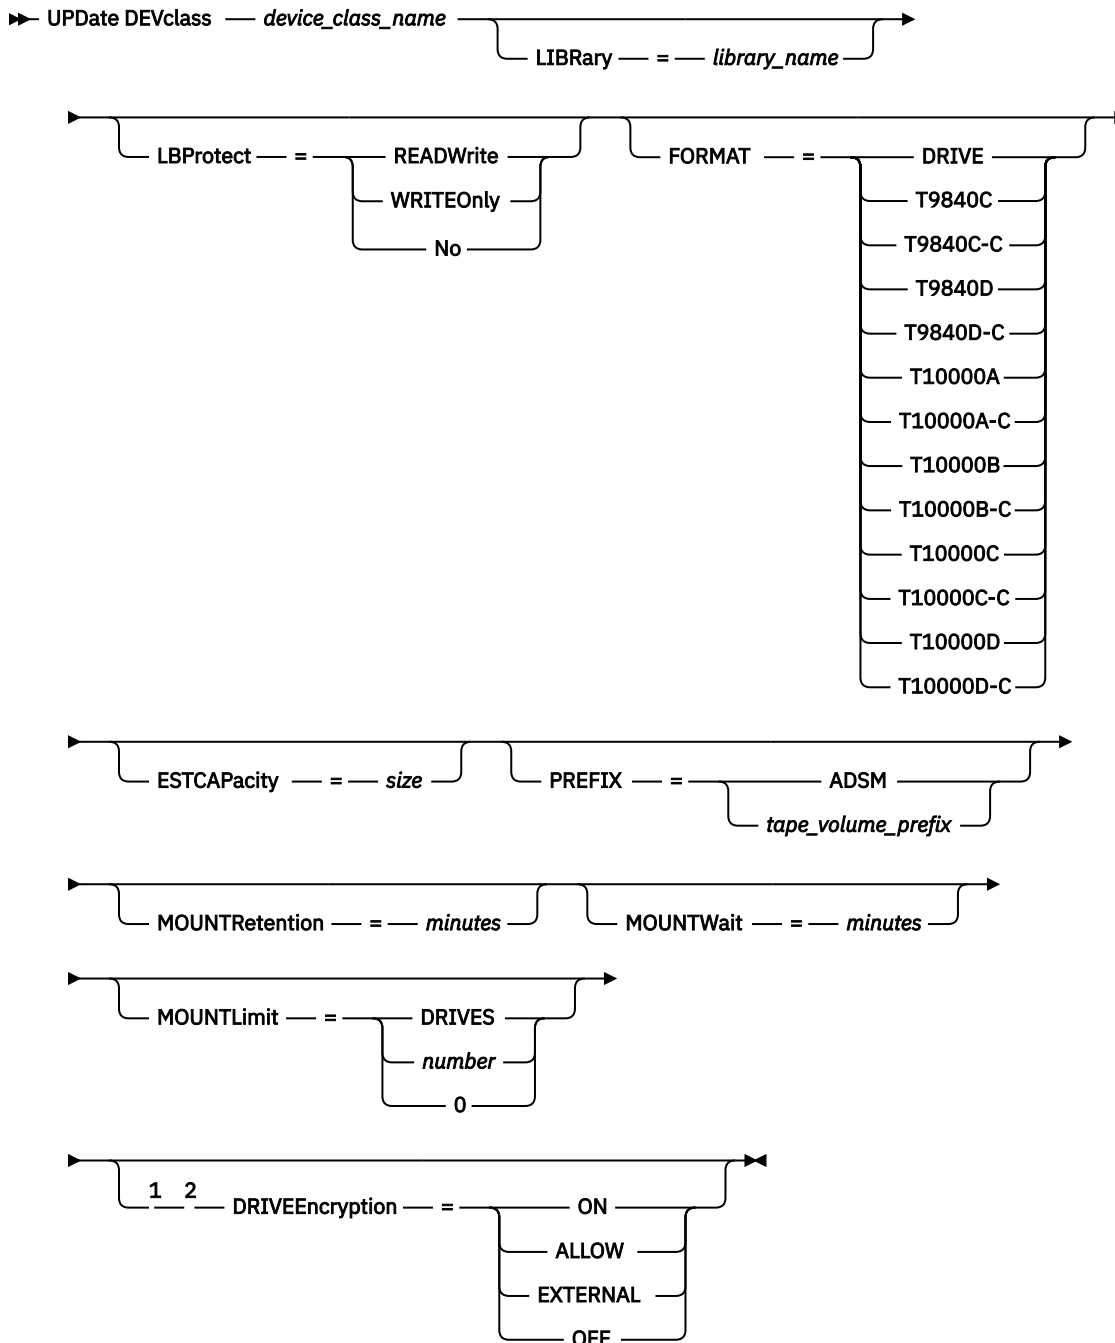 UPDate DEVclass device_class_name
LIBRary = library_name
LBProtect = READWrite
WRITEOnly
No
FORMAT = DRIVE
T9840C
T9840C-C
T9840D
T9840D-C
T10000A
T10000A-C
T10000B
T10000B-C
T10000C
T10000C-C
T10000D
T10000D-C
ESTCAPacity = size
PREFIX = ADSM
tape_volume_prefix
MOUNTRetention = minutes
MOUNTWait = minutes
MOUNTLimit = DRIVES
number
0
1 2 DRIVEEncryption = ON
ALLOW
EXTERNAL
OFF